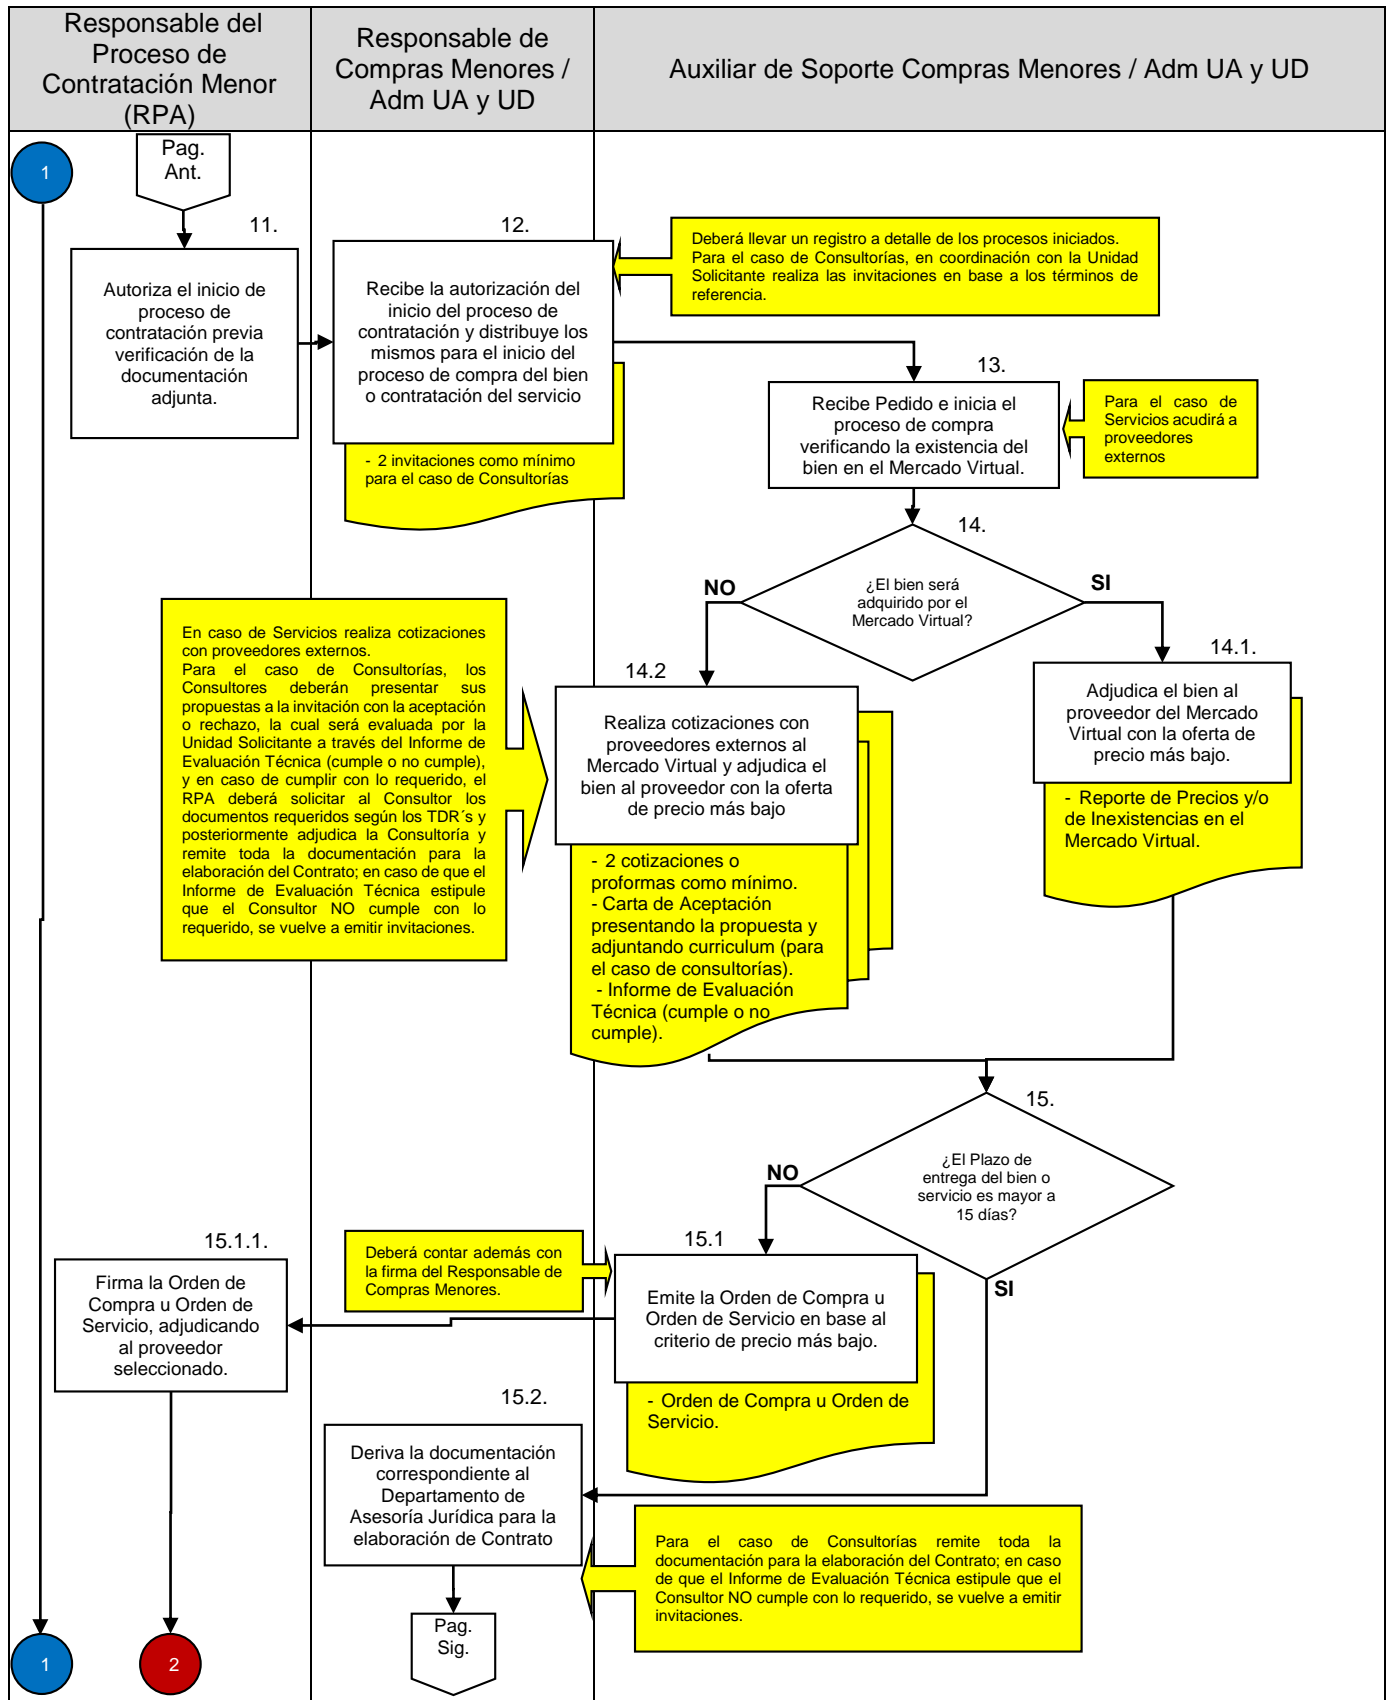 Responsable del
Proceso de
Contratación Menor
(RPA)
Responsable de
Compras Menores /
Adm UA y UD
Auxiliar de Soporte Compras Menores / Adm UA y UD
1
Pag.
Ant.
11.
Autoriza el inicio de
proceso de
contratación previa
verificación de la
documentación
adjunta.
12.
Recibe la autorización del
inicio del proceso de
contratación y distribuye los
mismos para el inicio del
proceso de compra del bien
o contratación del servicio
- 2 invitaciones como mínimo
para el caso de Consultorías
Deberá llevar un registro a detalle de los procesos iniciados.
Para el caso de Consultorías, en coordinación con la Unidad
Solicitante realiza las invitaciones en base a los términos de
referencia.
13.
Recibe Pedido e inicia el
proceso de compra
verificando la existencia del
bien en el Mercado Virtual.
Para el caso de
Servicios acudirá a
proveedores
externos
14.
¿El bien será
adquirido por el
Mercado Virtual?
NO
SI
En caso de Servicios realiza cotizaciones
con proveedores externos.
Para el caso de Consultorías, los
Consultores deberán presentar sus
propuestas a la invitación con la aceptación
o rechazo, la cual será evaluada por la
Unidad Solicitante a través del Informe de
Evaluación Técnica (cumple o no cumple),
y en caso de cumplir con lo requerido, el
RPA deberá solicitar al Consultor los
documentos requeridos según los TDR´s y
posteriormente adjudica la Consultoría y
remite toda la documentación para la
elaboración del Contrato; en caso de que el
Informe de Evaluación Técnica estipule
que el Consultor NO cumple con lo
requerido, se vuelve a emitir invitaciones.
14.2
Realiza cotizaciones con
proveedores externos al
Mercado Virtual y adjudica el
bien al proveedor con la oferta
de precio más bajo
- 2 cotizaciones o
proformas como mínimo.
- Carta de Aceptación
presentando la propuesta y
adjuntando curriculum (para
el caso de consultorías).
- Informe de Evaluación
Técnica (cumple o no
cumple).
14.1.
Adjudica el bien al
proveedor del Mercado
Virtual con la oferta de
precio más bajo.
- Reporte de Precios y/o
de Inexistencias en el
Mercado Virtual.
15.
¿El Plazo de
entrega del bien o
servicio es mayor a
15 días?
NO
SI
15.1.1.
Firma la Orden de
Compra u Orden de
Servicio, adjudicando
al proveedor
seleccionado.
Deberá contar además con
la firma del Responsable de
Compras Menores.
15.1
Emite la Orden de Compra u
Orden de Servicio en base al
criterio de precio más bajo.
- Orden de Compra u Orden de
Servicio.
15.2.
Deriva la documentación
correspondiente al
Departamento de
Asesoría Jurídica para la
elaboración de Contrato
Para el caso de Consultorías remite toda la
documentación para la elaboración del Contrato; en caso
de que el Informe de Evaluación Técnica estipule que el
Consultor NO cumple con lo requerido, se vuelve a emitir
invitaciones.
Pag.
Sig.
1
2